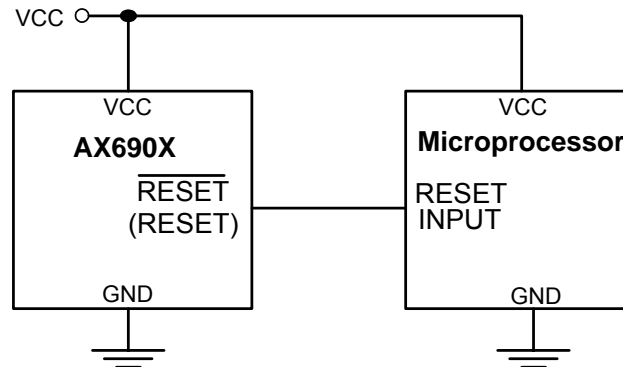 VCC
VCC
AX690X
RESET
(RESET)
GND
VCC
Microprocessor
RESET
INPUT
GND